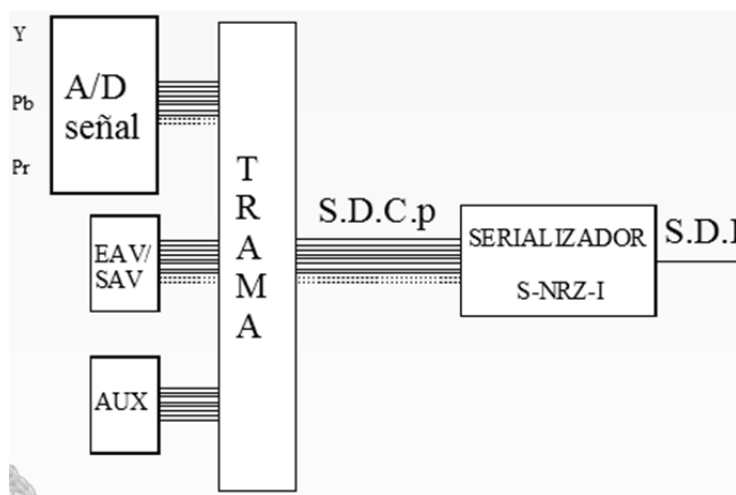 Y
Pb
Pr
A/D
señal
EAV/
SAV
AUX
T
R
A
M
A
S.D.C.p
SERIALIZADOR
S-NRZ-I
S.D.I